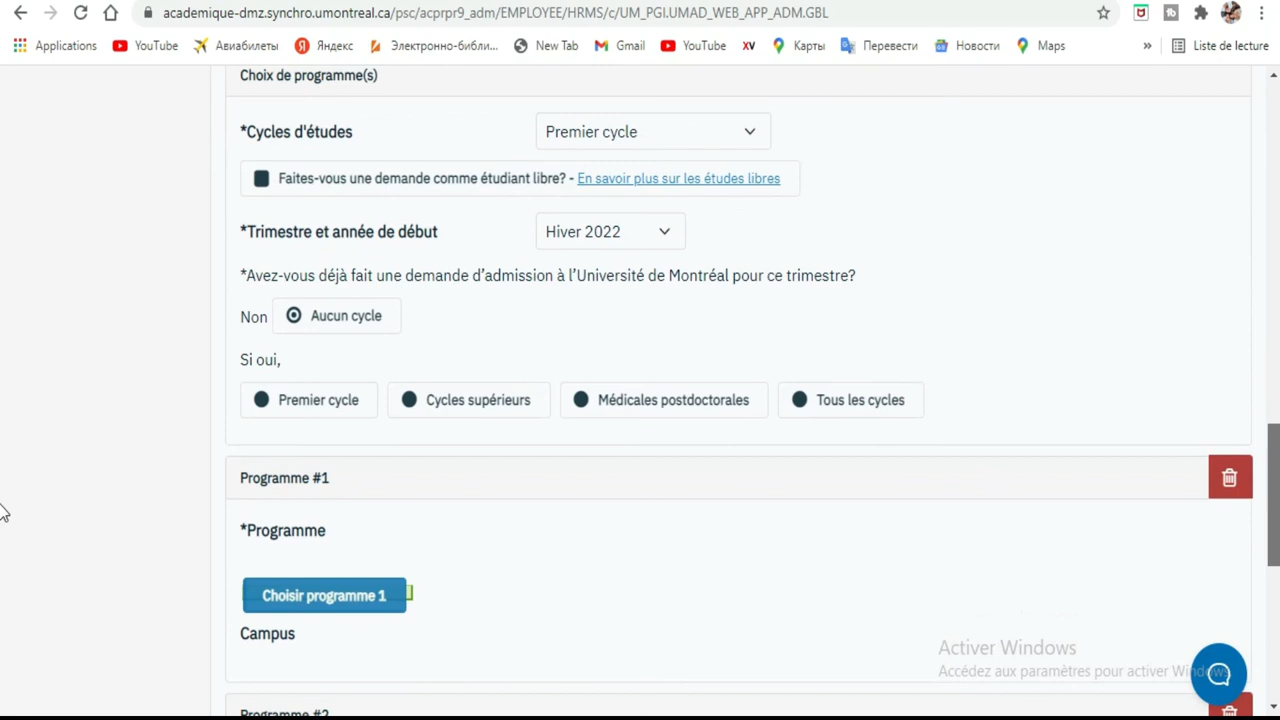 academique-dmz.synchro.umontreal.ca/psc/acprpr9_adm/EMPLOYEE/HRMS/c/UM_PGI.UMAD_WEB_APP_ADM.GBL
Applications YouTube Авиабилеты Яндекс Электронно-библи... New Tab Gmail YouTube XV Карты Перевести Новости Maps » Liste de lecture
Choix de programme(s)
*Cycles d'études Premier cycle
Faites-vous une demande comme étudiant libre? - En savoir plus sur les études libres
*Trimestre et année de début Hiver 2022
*Avez-vous déjà fait une demande d'admission à l'Université de Montréal pour ce trimestre?
Non Aucun cycle
Si oui,
Premier cycle Cycles supérieurs Médicales postdoctorales Tous les cycles
Programme #1
*Programme
Choisir programme 1
Campus
Activer Windows
Accédez aux paramètres pour activer Windows.
Programme #2